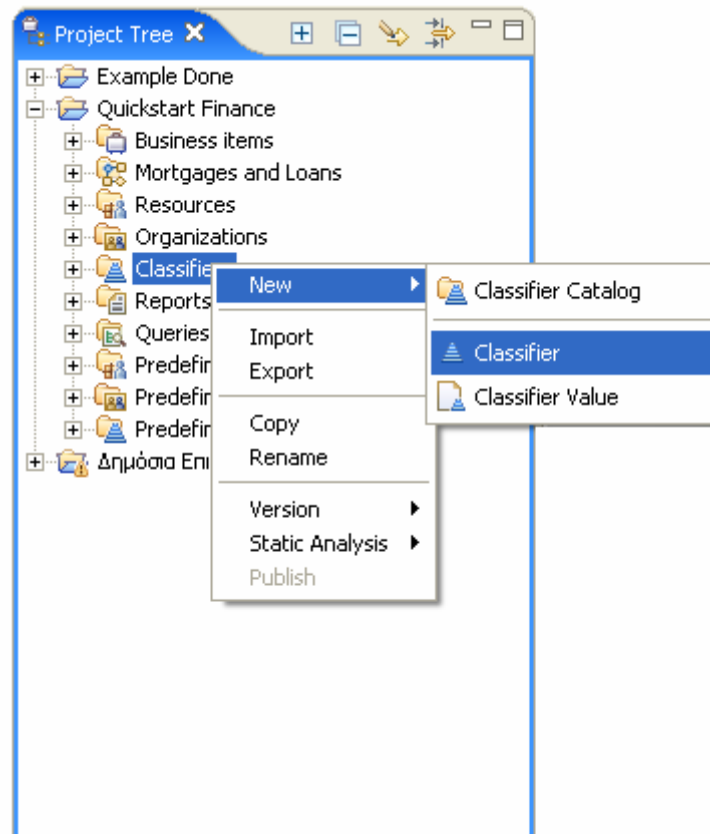 Project Tree
Example Done
Quickstart Finance
Business items
Mortgages and Loans
Resources
Organizations
Classifie
New
Classifier Catalog
Reports
Queries
Import
Classifier
Predefin
Export
Classifier Value
Predefin
Predefin
Copy
Δημόσια Επι
Rename
Version
Static Analysis
Publish